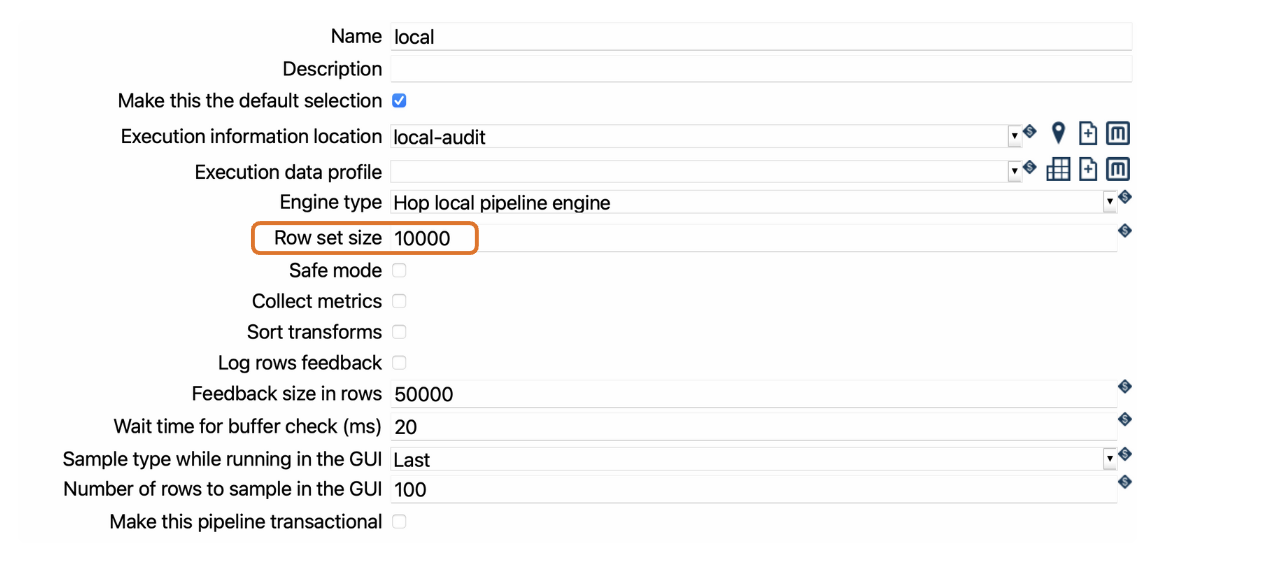 Name local
Description
Make this the default selection
Execution information location local-audit
Execution data profile
Engine type Hop local pipeline engine
Row set size 10000
Safe mode
Collect metrics
Sort transforms
Log rows feedback
Feedback size in rows 50000
Wait time for buffer check (ms) 20
Sample type while running in the GUI Last
Number of rows to sample in the GUI 100
Make this pipeline transactional